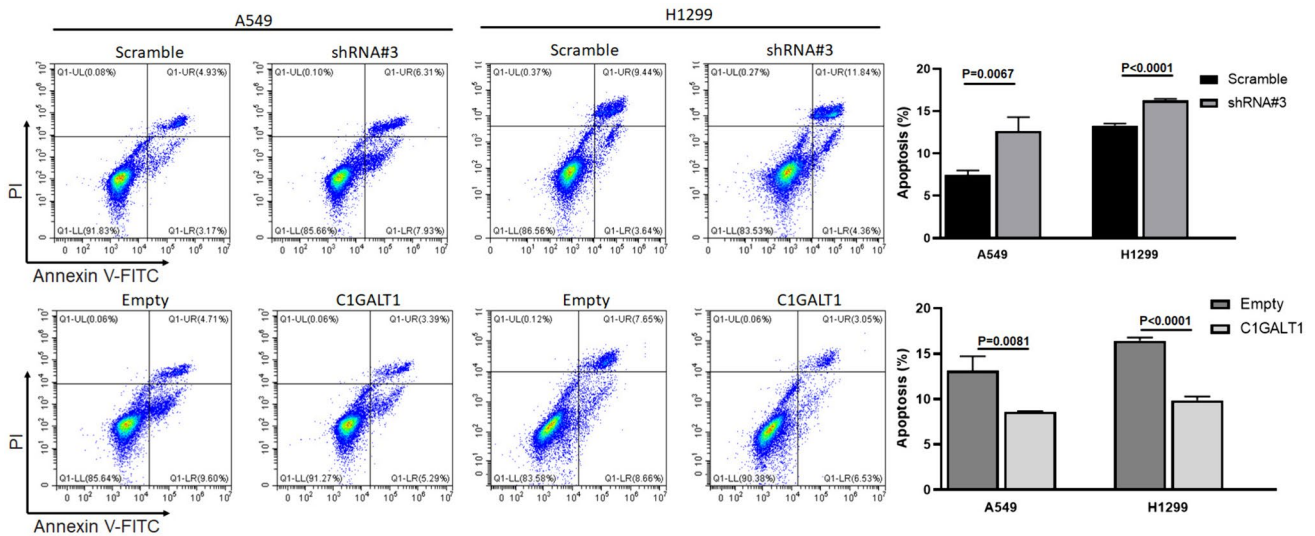 A549
H1299
Scramble
shRNA#3
Scramble
shRNA#3
Q1-UL(0.08%) Q1-UR(4.93%)
Q1-LL(91.83%) Q1-LR(3.17%)
Q1-UL(0.10%) Q1-UR(6.31%)
Q1-LL(85.66%) Q1-LR(7.93%)
Q1-UL(0.37%) Q1-UR(9.44%)
Q1-LL(86.56%) Q1-LR(3.64%)
Q1-UL(0.27%) Q1-UR(11.84%)
Q1-LL(83.53%) Q1-LR(4.36%)
PI
Annexin V-FITC
P=0.0067
P<0.0001
Scramble
shRNA#3
Apoptosis (%)
20
15
10
5
0
A549
H1299
Empty
C1GALT1
Empty
C1GALT1
Q1-UL(0.06%) Q1-UR(4.71%)
Q1-LL(85.64%) Q1-LR(9.60%)
Q1-UL(0.06%) Q1-UR(3.39%)
Q1-LL(91.27%) Q1-LR(5.29%)
Q1-UL(0.12%) Q1-UR(7.65%)
Q1-LL(83.58%) Q1-LR(8.66%)
Q1-UL(0.06%) Q1-UR(3.05%)
Q1-LL(90.38%) Q1-LR(6.53%)
PI
Annexin V-FITC
P=0.0081
P<0.0001
Empty
C1GALT1
Apoptosis (%)
20
15
10
5
0
A549
H1299